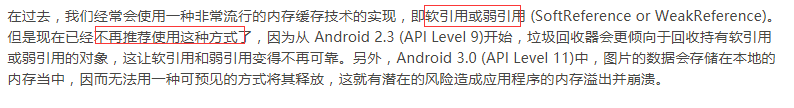 在过去，我们经常会使用一种非常流行的内存缓存技术的实现，即软引用或弱引用 (SoftReference or WeakReference)。
但是现在已经不再推荐使用这种方式了，因为从 Android 2.3 (API Level 9)开始，垃圾回收器会更倾向于回收持有软引用
或弱引用的对象，这让软引用和弱引用变得不再可靠。另外，Android 3.0 (API Level 11)中，图片的数据会存储在本地的
内存当中，因而无法用一种可预见的方式将其释放，这就有潜在的风险造成应用程序的内存溢出并崩溃。